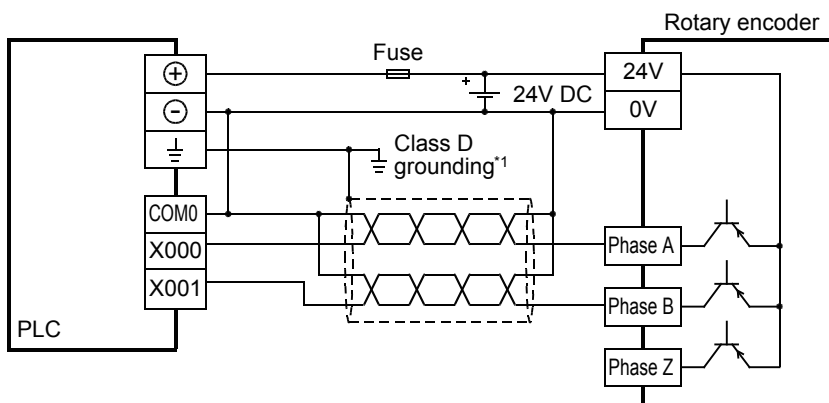 Rotary encoder
Fuse
+
24V DC
24V
0V
Class D
grounding*1
COM0
X000
X001
PLC
Phase A
Phase B
Phase Z